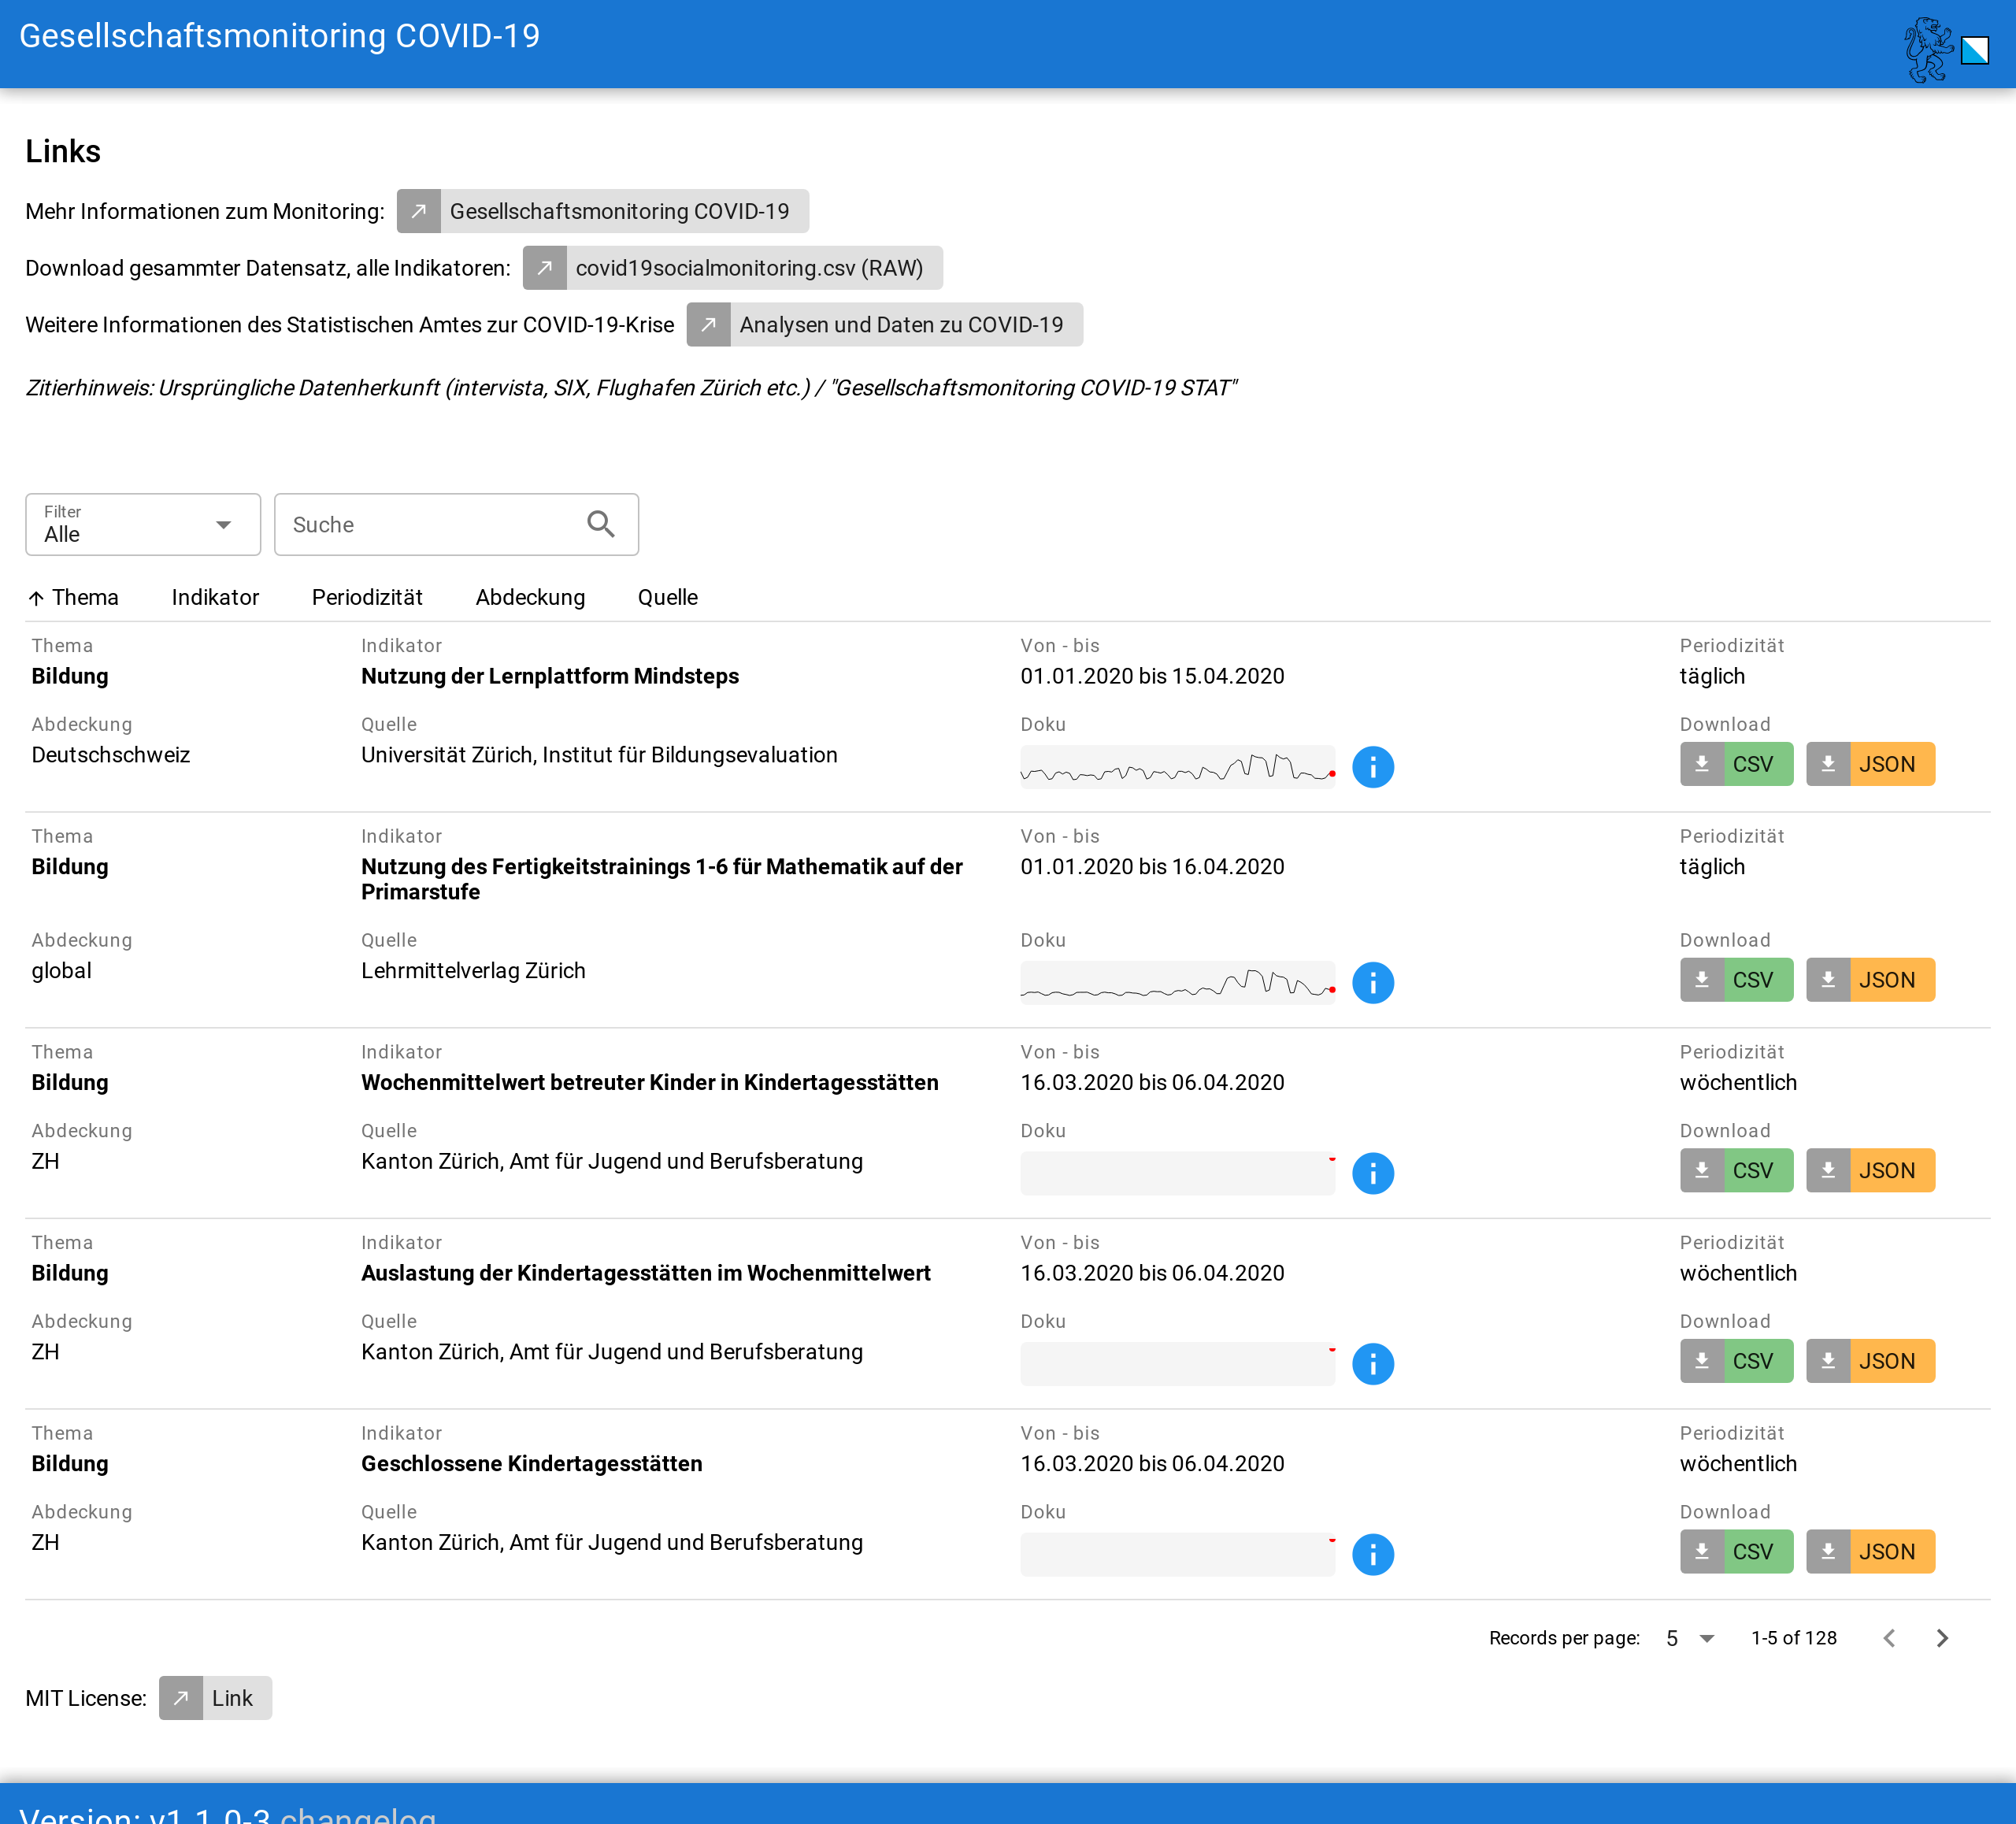 Gesellschaftsmonitoring COVID-19
Links
Mehr Informationen zum Monitoring: Gesellschaftsmonitoring COVID-19
Download gesammter Datensatz, alle Indikatoren: covid19socialmonitoring.csv (RAW)
Weitere Informationen des Statistischen Amtes zur COVID-19-Krise Analysen und Daten zu COVID-19
Zitierhinweis: Ursprüngliche Datenherkunft (intervista, SIX, Flughafen Zürich etc.) / "Gesellschaftsmonitoring COVID-19 STAT"
Filter
Alle
Suche
Thema Indikator Periodizität Abdeckung Quelle
Thema Indikator Von - bis Periodizität
Bildung Nutzung der Lernplattform Mindsteps 01.01.2020 bis 15.04.2020 täglich
Abdeckung Quelle Doku Download
Deutschschweiz Universität Zürich, Institut für Bildungsevaluation CSV JSON
Thema Indikator Von - bis Periodizität
Bildung Nutzung des Fertigkeitstrainings 1-6 für Mathematik auf der 01.01.2020 bis 16.04.2020 täglich
Primarstufe
Abdeckung Quelle Doku Download
global Lehrmittelverlag Zürich CSV JSON
Thema Indikator Von - bis Periodizität
Bildung Wochenmittelwert betreuter Kinder in Kindertagesstätten 16.03.2020 bis 06.04.2020 wöchentlich
Abdeckung Quelle Doku Download
ZH Kanton Zürich, Amt für Jugend und Berufsberatung CSV JSON
Thema Indikator Von - bis Periodizität
Bildung Auslastung der Kindertagesstätten im Wochenmittelwert 16.03.2020 bis 06.04.2020 wöchentlich
Abdeckung Quelle Doku Download
ZH Kanton Zürich, Amt für Jugend und Berufsberatung CSV JSON
Thema Indikator Von - bis Periodizität
Bildung Geschlossene Kindertagesstätten 16.03.2020 bis 06.04.2020 wöchentlich
Abdeckung Quelle Doku Download
ZH Kanton Zürich, Amt für Jugend und Berufsberatung CSV JSON
Records per page: 5 1-5 of 128
MIT License: Link
Version: v1.1.0-3 changelog